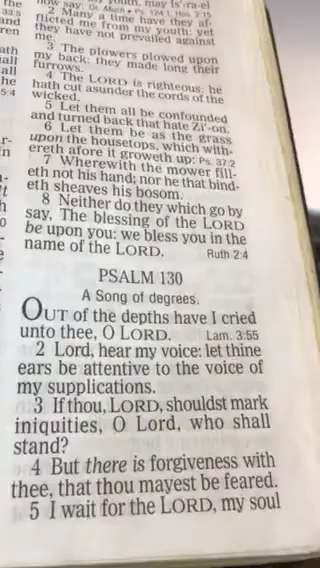 the
now say: Ps. 124:1; Hos. 2:15
2 Many a time have they af-
flicted me from my youth: yet
they have not prevailed against
me.
3 The plowers plowed upon
my back: they made long their
furrows.
4 The LORD is righteous: he
hath cut asunder the cords of the
wicked.
5 Let them all be confounded
and turned back that hate Zi'-on.
6 Let them be as the grass
upon the housetops, which with-
ereth afore it groweth up: Ps. 37:2
7 Wherewith the mower fill-
eth not his hand; nor he that bind-
eth sheaves his bosom.
8 Neither do they which go by
say, The blessing of the LORD
be upon you: we bless you in the
name of the LORD. Ruth 2:4
PSALM 130
A Song of degrees.
OUT of the depths have I cried
unto thee, O LORD. Lam. 3:55
2 Lord, hear my voice: let thine
ears be attentive to the voice of
my supplications.
3 If thou, LORD, shouldst mark
iniquities, O Lord, who shall
stand?
4 But there is forgiveness with
thee, that thou mayest be feared.
5 I wait for the LORD, my soul